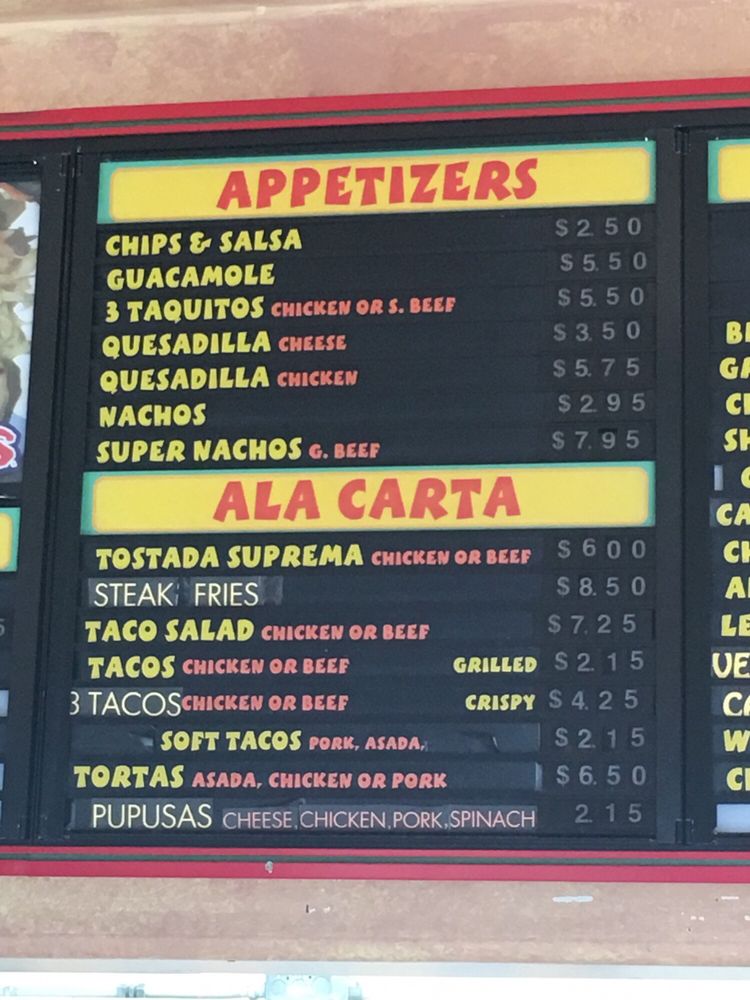 APPETIZERS
CHIPS & SALSA $2.50
GUACAMOLE $5.50
3 TAQUITOS CHICKEN OR S. BEEF $5.50
QUESADILLA CHEESE $3.50
QUESADILLA CHICKEN $5.75
NACHOS $2.95
SUPER NACHOS G. BEEF $7.95
ALA CARTA
TOSTADA SUPREMA CHICKEN OR BEEF $600
STEAK FRIES $8.50
TACO SALAD CHICKEN OR BEEF $7.25
TACOS CHICKEN OR BEEF GRILLED $2.15
3 TACOS CHICKEN OR BEEF CRISPY $4.25
SOFT TACOS PORK, ASADA, $2.15
TORTAS ASADA, CHICKEN OR PORK $6.50
PUPUSAS CHEESE, CHICKEN, PORK, SPINACH 2.15